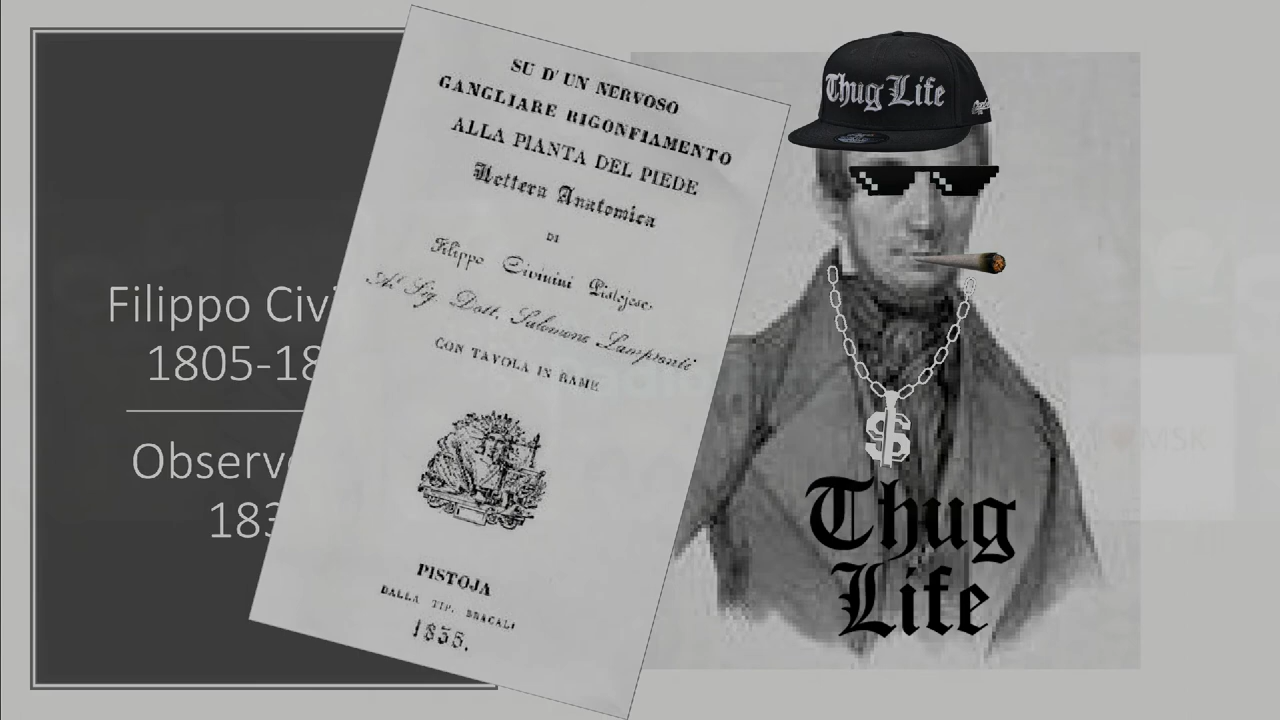 Filippo Civi
1805-18
Observ
183
SU D'UN NERVOSO
GANGLIARE RIGONFIAMENTO
ALLA PIANTA DEL PIEDE
Lettera Anatomica
DI
Filippo Civinini Pistojese
Al Sig. Dott. Salomone Lampronti
CON TAVOLA IN RAME
PISTOJA
DALLA TIP. BRACALI
1835.
Thug Life
Thug
Life
MSK